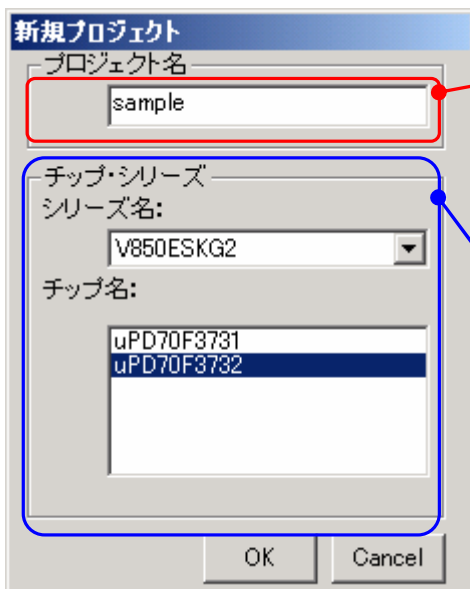 新規プロジェクト
プロジェクト名
sample
チップ・シリーズ
シリーズ名:
V850ESKG2
チップ名:
uPD70F3731
uPD70F3732
OK
Cancel